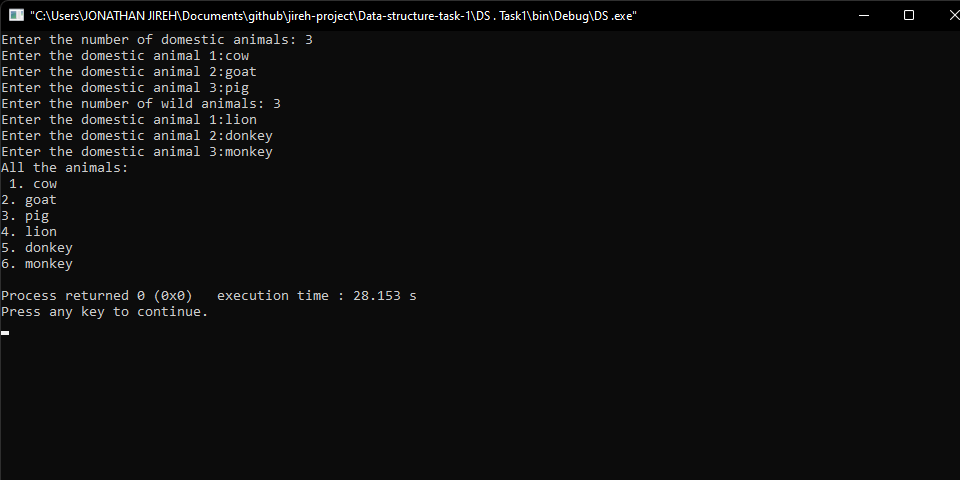 "C:\Users\JONATHAN JIREH\Documents\github\jireh-project\Data-structure-task-1\DS . Task1\bin\Debug\DS .exe"
Enter the number of domestic animals: 3
Enter the domestic animal 1:cow
Enter the domestic animal 2:goat
Enter the domestic animal 3:pig
Enter the number of wild animals: 3
Enter the domestic animal 1:lion
Enter the domestic animal 2:donkey
Enter the domestic animal 3:monkey
All the animals:
 1. cow
2. goat
3. pig
4. lion
5. donkey
6. monkey

Process returned 0 (0x0)   execution time : 28.153 s
Press any key to continue.